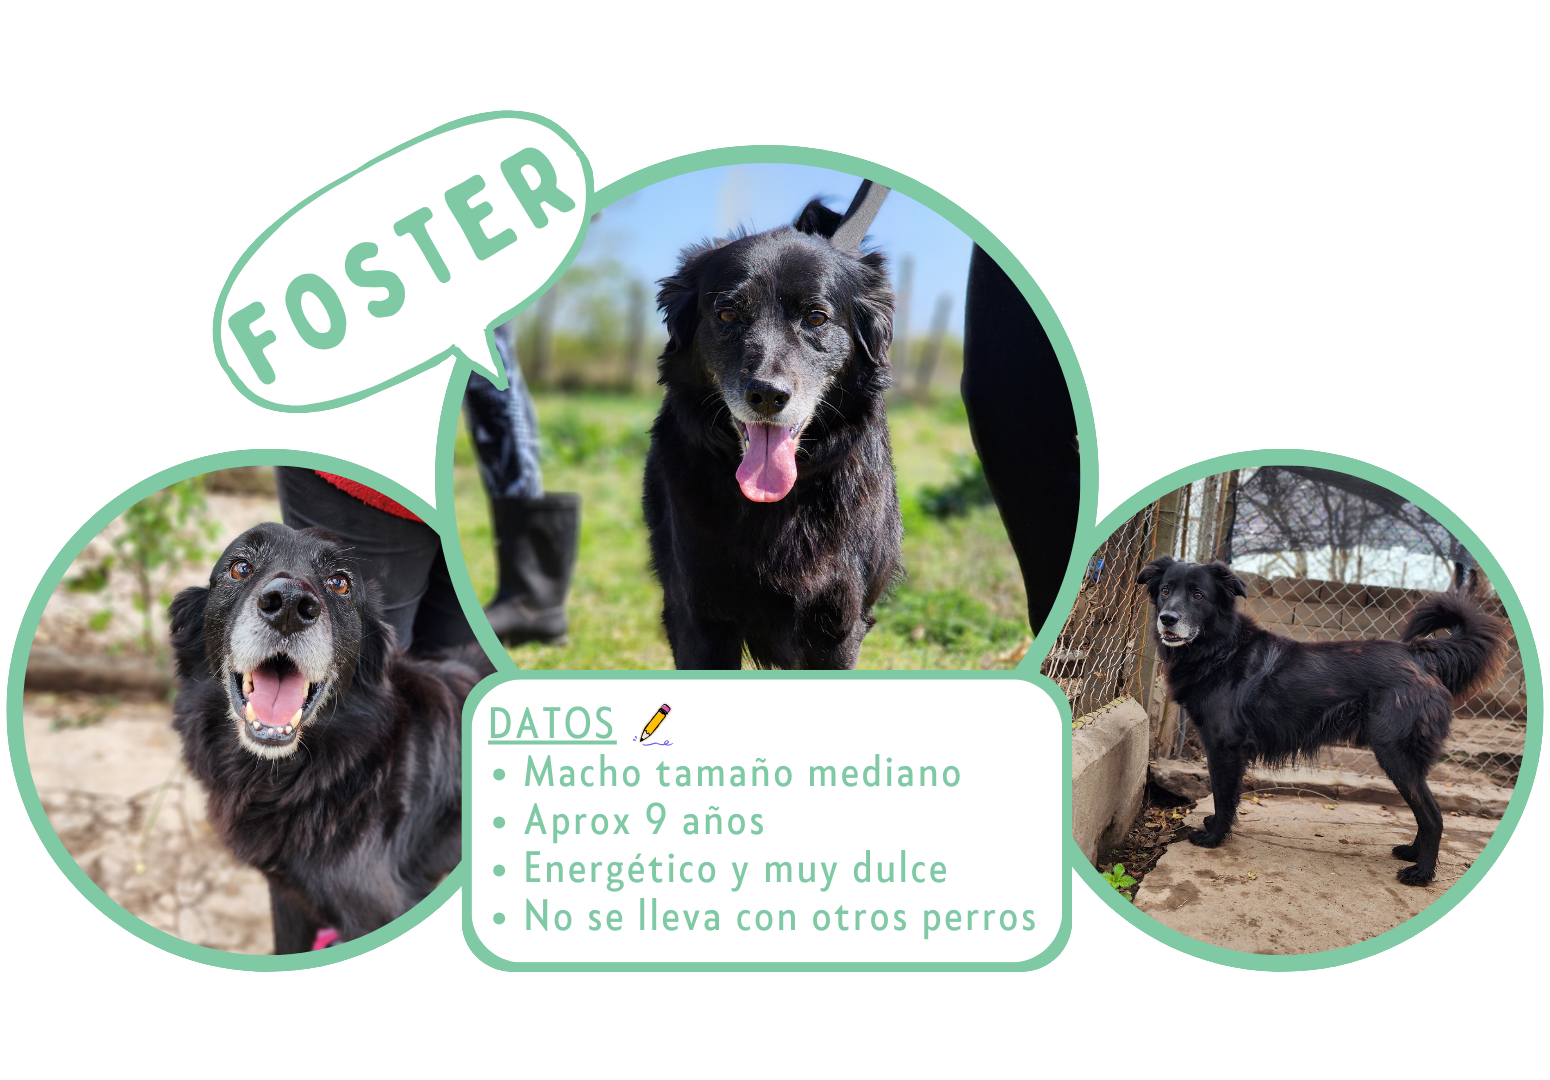 FOSTER
DATOS
• Macho tamaño mediano
• Aprox 9 años
• Energético y muy dulce
• No se lleva con otros perros